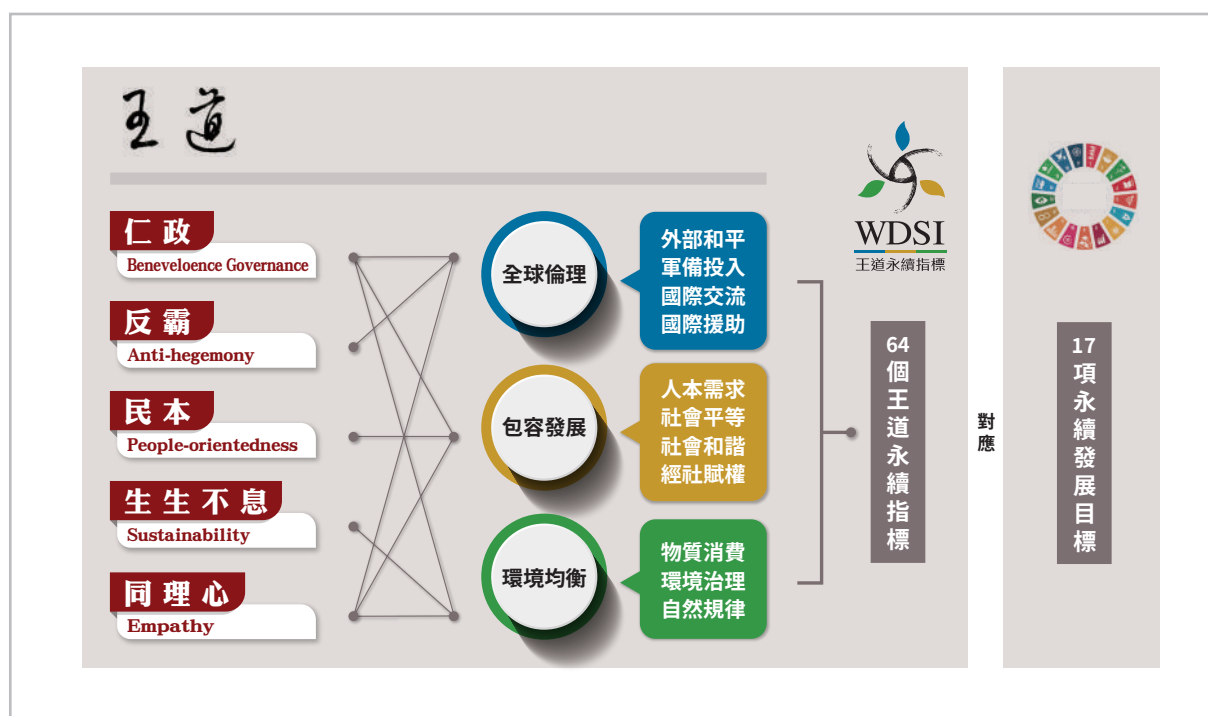 王道
仁政
Beneveloence Governance
反霸
Anti-hegemony
民本
People-orientedness
生生不息
Sustainability
同理心
Empathy
全球倫理
外部和平
軍備投入
國際交流
國際援助
包容發展
人本需求
社會平等
社會和諧
經社賦權
環境均衡
物質消費
環境治理
自然規律
WDSI
王道永續指標
64個王道永續指標
對應
17項永續發展目標